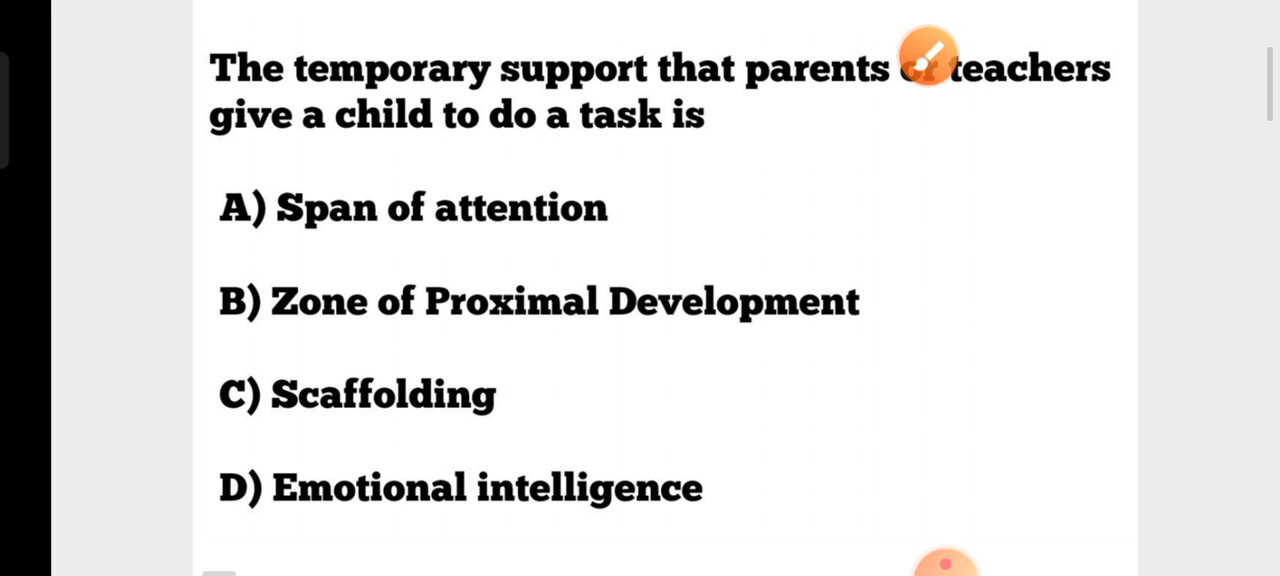 The temporary support that parents or teachers
give a child to do a task is
A) Span of attention
B) Zone of Proximal Development
C) Scaffolding
D) Emotional intelligence